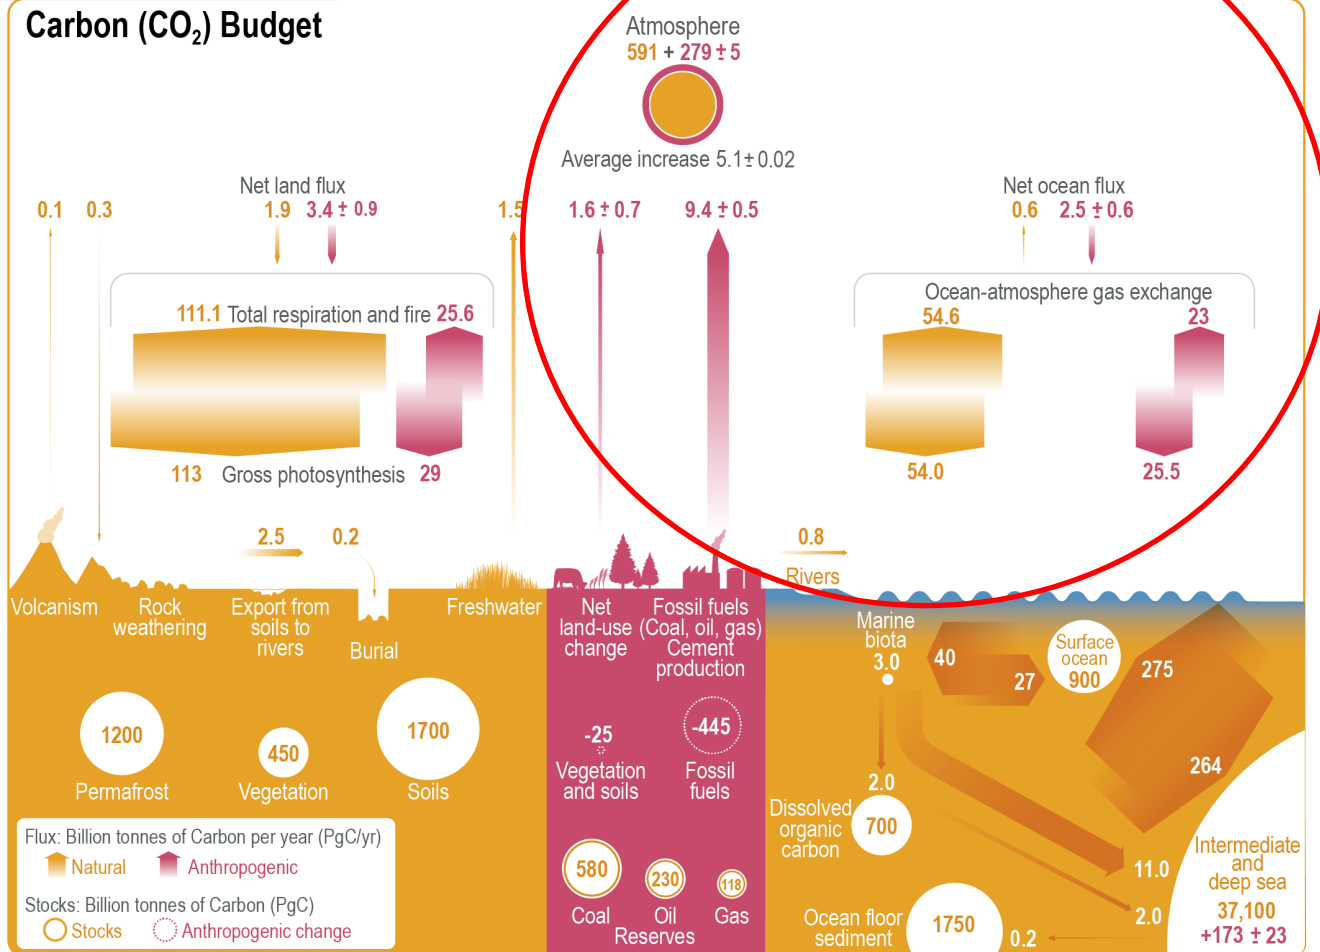 Carbon (CO₂) Budget
Atmosphere
591 + 279 ± 5
Average increase 5.1 ± 0.02
Net land flux
0.1
0.3
1.9
3.4 ± 0.9
1.5
1.6 ± 0.7
9.4 ± 0.5
Net ocean flux
0.6
2.5 ± 0.6
111.1 Total respiration and fire 25.6
113 Gross photosynthesis 29
Ocean-atmosphere gas exchange
54.6
23
54.0
25.5
2.5
0.2
0.8
Rivers
Volcanism
Rock
weathering
Export from
soils to
rivers
Burial
Freshwater
Net
land-use
change
Fossil fuels
(Coal, oil, gas)
Cement
production
Marine
biota
3.0
40
27
Surface
ocean
900
275
264
1200
Permafrost
450
Vegetation
1700
Soils
-25
Vegetation
and soils
-445
Fossil
fuels
2.0
Dissolved
organic
carbon
700
11.0
2.0
Intermediate
and
deep sea
37,100
+173 ± 23
580
Coal
230
Oil
118
Gas
Reserves
Ocean floor
sediment
1750
0.2
Flux: Billion tonnes of Carbon per year (PgC/yr)
Natural
Anthropogenic
Stocks: Billion tonnes of Carbon (PgC)
Stocks
Anthropogenic change